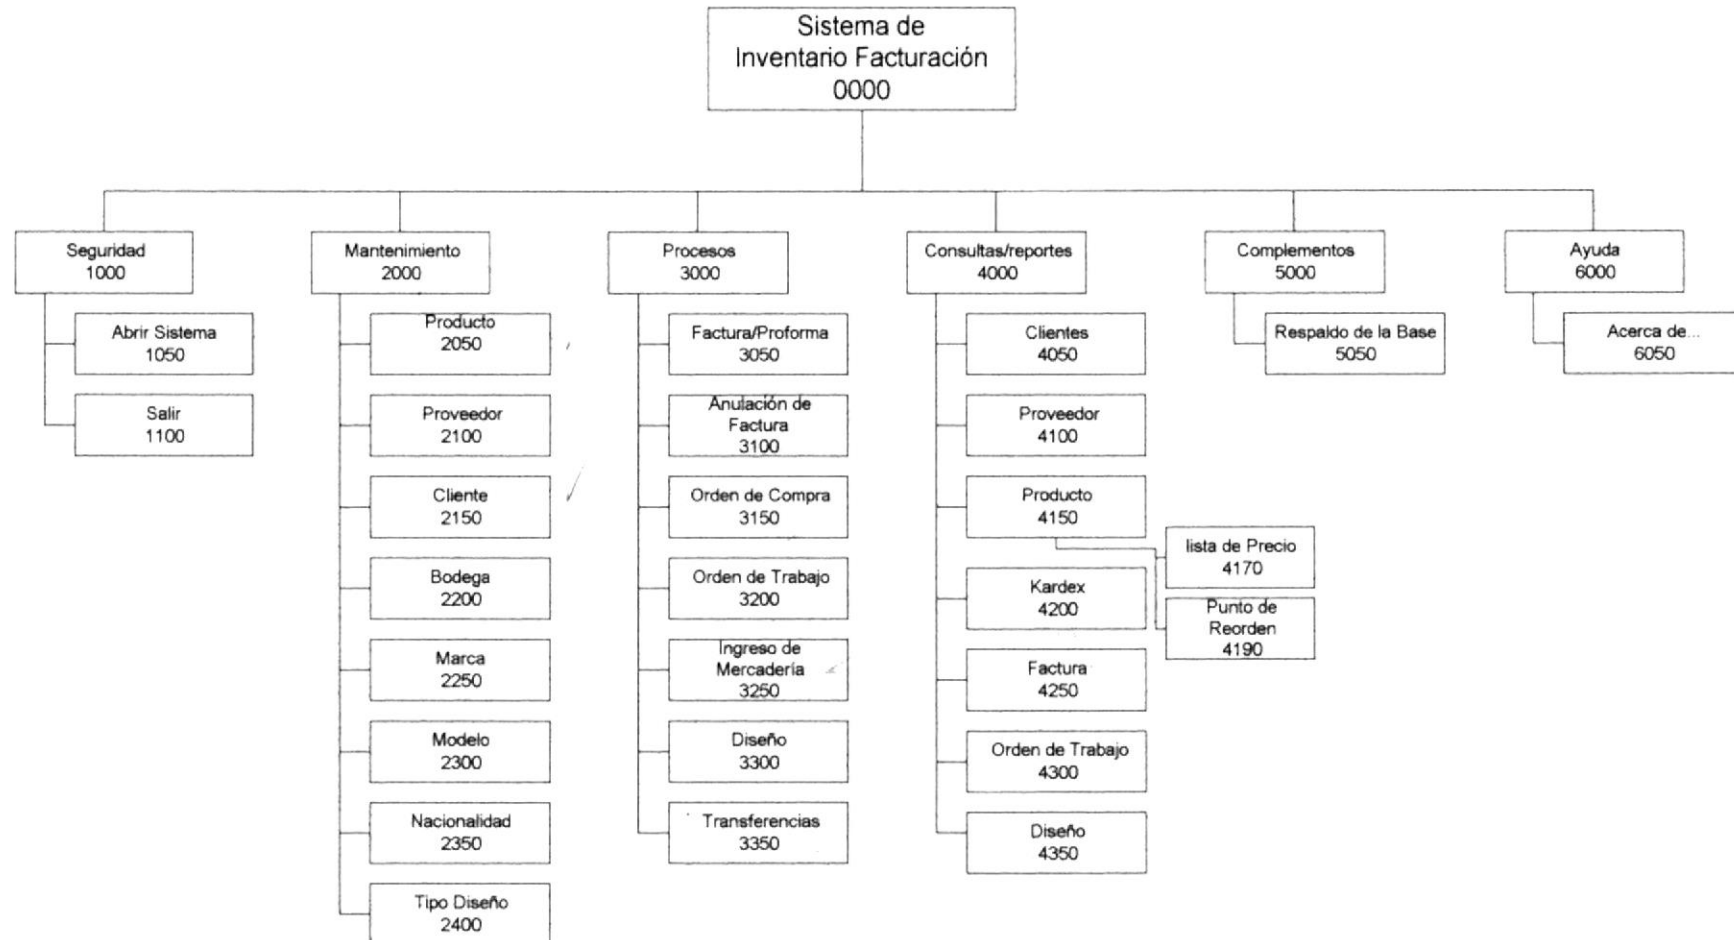 Sistema de
Inventario Facturación
0000
Seguridad
1000
Abrir Sistema
1050
Salir
1100
Mantenimiento
2000
Producto
2050
Proveedor
2100
Cliente
2150
Bodega
2200
Marca
2250
Modelo
2300
Nacionalidad
2350
Tipo Diseño
2400
Procesos
3000
Factura/Proforma
3050
Anulación de
Factura
3100
Orden de Compra
3150
Orden de Trabajo
3200
Ingreso de
Mercadería
3250
Diseño
3300
Transferencias
3350
Consultas/reportes
4000
Clientes
4050
Proveedor
4100
Producto
4150
lista de Precio
4170
Punto de
Reorden
4190
Kardex
4200
Factura
4250
Orden de Trabajo
4300
Diseño
4350
Complementos
5000
Respaldo de la Base
5050
Ayuda
6000
Acerca de...
6050